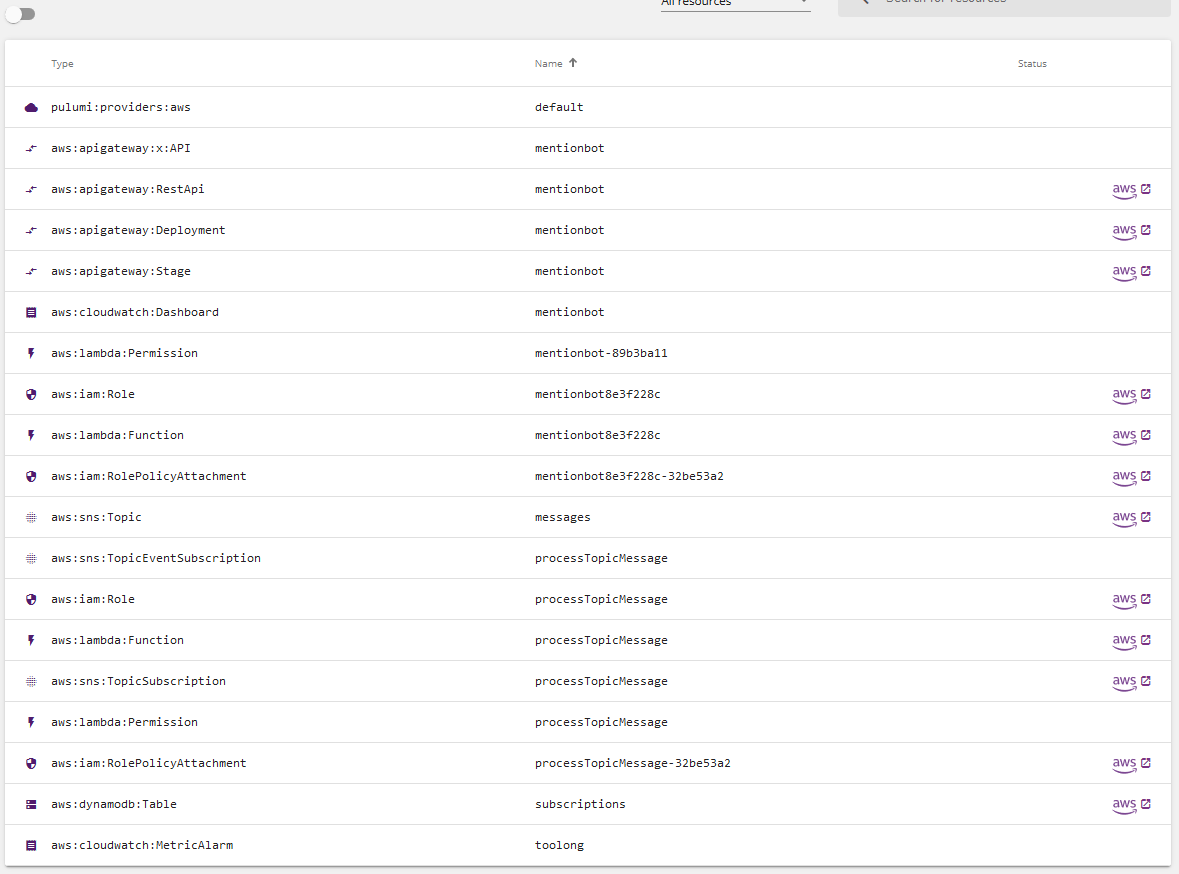 All resources Search for resources
Type Name Status
pulumi:providers:aws default
aws:apigateway:x:API mentionbot
aws:apigateway:RestApi mentionbot aws
aws:apigateway:Deployment mentionbot aws
aws:apigateway:Stage mentionbot aws
aws:cloudwatch:Dashboard mentionbot
aws:lambda:Permission mentionbot-89b3ba11
aws:iam:Role mentionbot8e3f228c aws
aws:lambda:Function mentionbot8e3f228c aws
aws:iam:RolePolicyAttachment mentionbot8e3f228c-32be53a2 aws
aws:sns:Topic messages aws
aws:sns:TopicEventSubscription processTopicMessage
aws:iam:Role processTopicMessage aws
aws:lambda:Function processTopicMessage aws
aws:sns:TopicSubscription processTopicMessage aws
aws:lambda:Permission processTopicMessage
aws:iam:RolePolicyAttachment processTopicMessage-32be53a2 aws
aws:dynamodb:Table subscriptions aws
aws:cloudwatch:MetricAlarm toolong